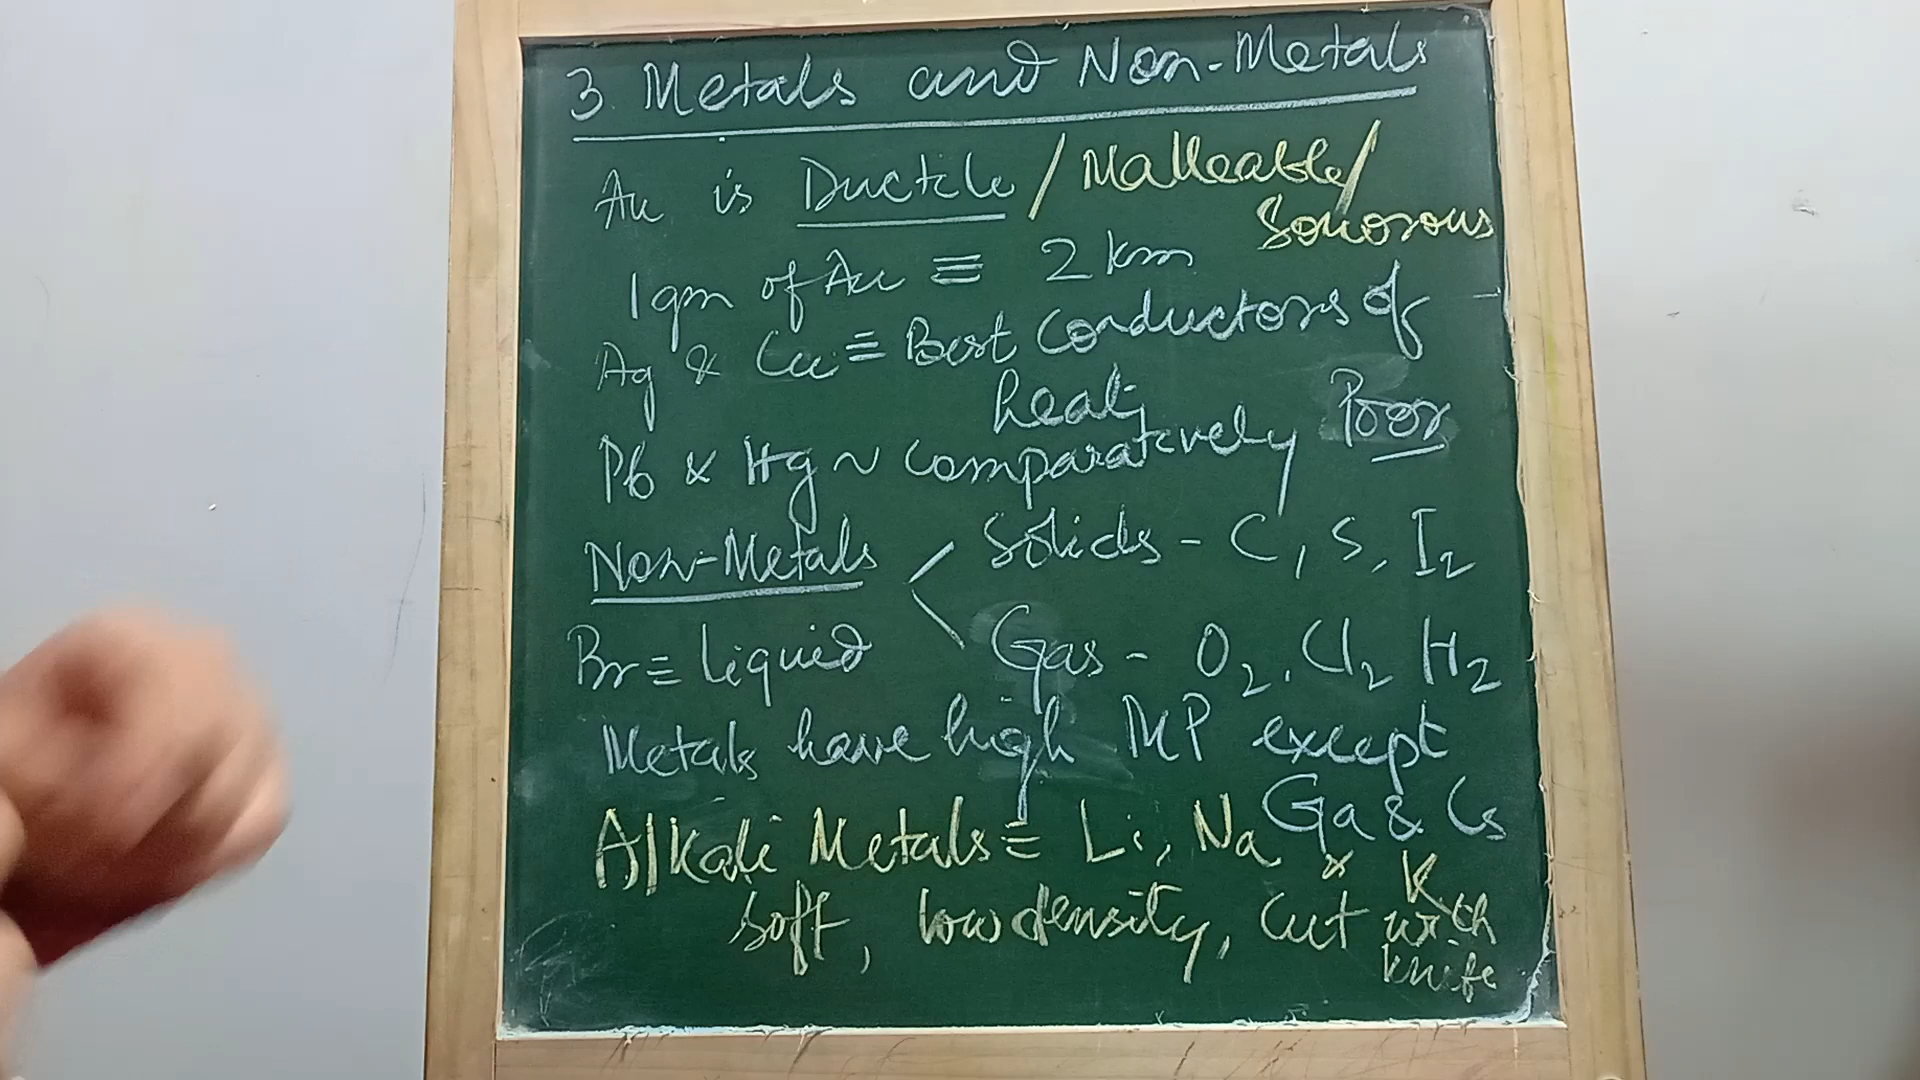 3. Metals and Non-Metals
Au is Ductile / Malleable /
Sonorous
1 gm of Au ≡ 2 km
Ag & Cu ≡ Best Conductors of
heat;
Pb & Hg ~ comparatively Poor
Non-Metals < Solids - C, S, I₂
Br ≡ Liquid Gas - O₂, Cl₂ H₂
Metals have high MP except
Ga & Cs
Alkali Metals ≡ Li, Na & K
soft, low density, cut with
knife